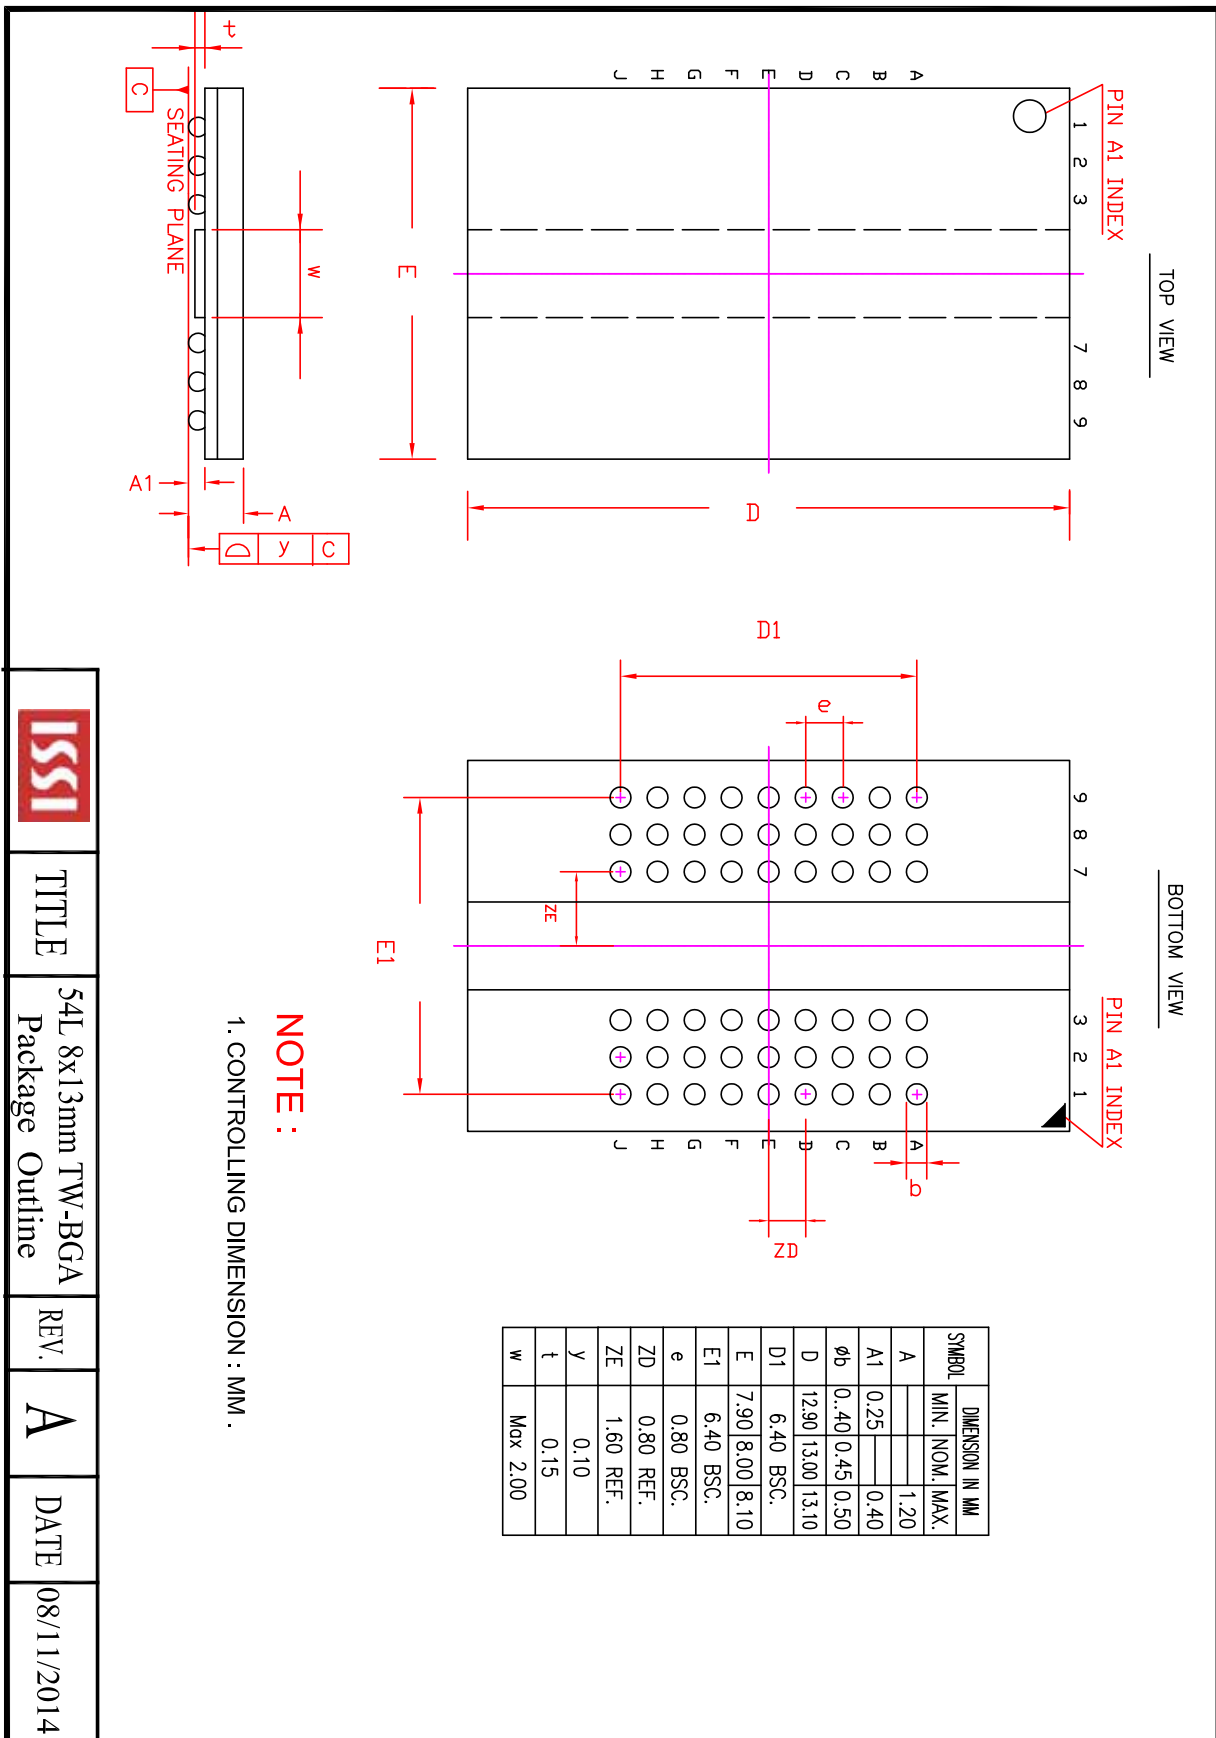 TOP VIEW
PIN A1 INDEX
1 2 3 7 8 9
A
B
C
D
E
F
G
H
J
D
E
w
t
C
SEATING PLANE
A1
A
y C
BOTTOM VIEW
PIN A1 INDEX
9 8 7 3 2 1
A
B
C
D
E
F
G
H
J
D1
e
ZE
E1
b
ZD
SYMBOL DIMENSION IN MM
MIN. NOM. MAX.
A 1.20
A1 0.25 0.40
øb 0..40 0.45 0.50
D 12.90 13.00 13.10
D1 6.40 BSC.
E 7.90 8.00 8.10
E1 6.40 BSC.
e 0.80 BSC.
ZD 0.80 REF.
ZE 1.60 REF.
y 0.10
t 0.15
w Max 2.00
NOTE :
1. CONTROLLING DIMENSION : MM .
ISSI
TITLE
54L 8x13mm TW-BGA
Package Outline
REV.
A
DATE
08/11/2014